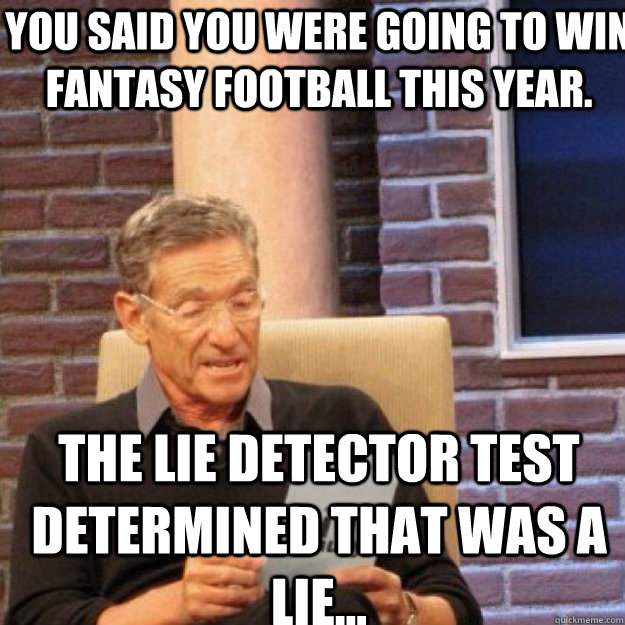 YOU SAID YOU WERE GOING TO WIN
FANTASY FOOTBALL THIS YEAR.
THE LIE DETECTOR TEST
DETERMINED THAT WAS A
LIE...
quickmeme.com